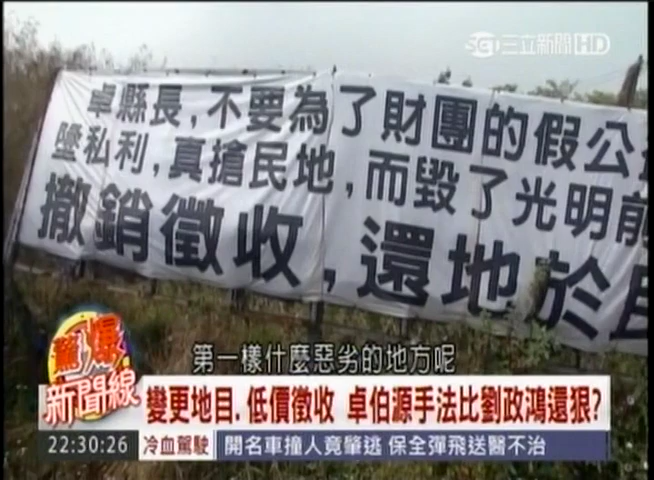 SET三立新聞HD
卓縣長,不要為了財團的假公
墬私利,真搶民地,而毀了光明前
撤銷徵收,還地於民
第一樣什麼惡劣的地方呢
驚爆
新聞線
變更地目.低價徵收 卓伯源手法比劉政鴻還狠?
22:30:26 冷血駕駛 開名車撞人竟肇逃 保全彈飛送醫不治